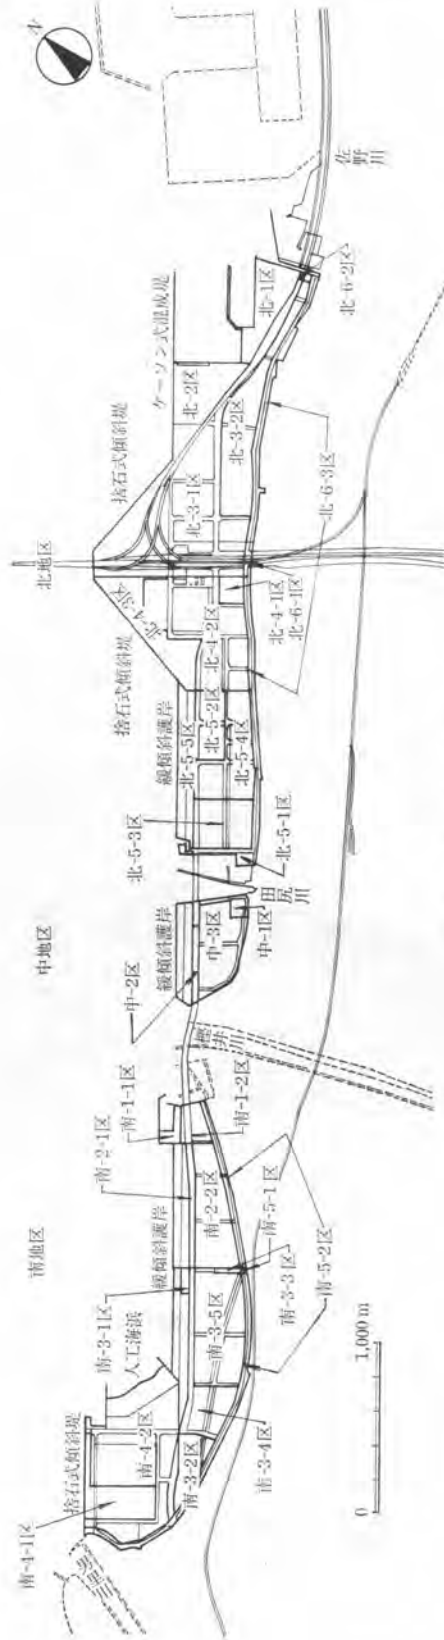 N
佐野川
北-1区
北-6-2区
ケーソン式混成堤
北-2区
北-3-2区
捨石式傾斜堤
北-3-1区
北-6-3区
北地区
北-4-3区
北-4-1区
北-6-1区
北-4-2区
捨石式傾斜堤
緩傾斜護岸
北-5-5区
北-5-2区
北-5-4区
北-5-3区
北-5-1区
田尻川
中地区
緩傾斜護岸
中-2区
中-3区
中-1区
樫井川
南-1-1区
南-1-2区
南-2-1区
南-2-2区
南地区
緩傾斜護岸
南-5-1区
南-3-3区
南-5-2区
南-3-1区
人工海浜
南-3-5区
南-3-4区
捨石式傾斜堤
南-4-2区
南-3-2区
南-4-1区
男里川
0
1,000 m